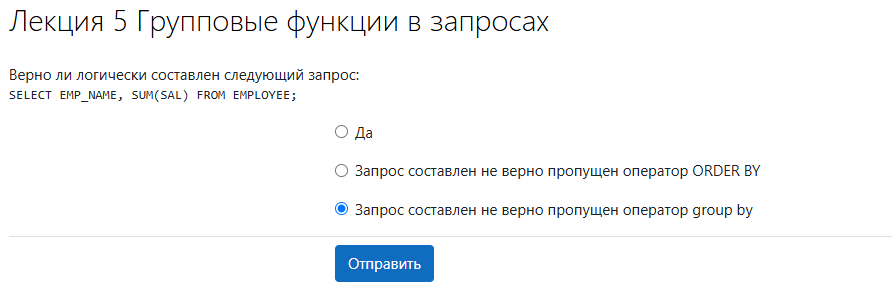 Лекция 5 Групповые функции в запросах
Верно ли логически составлен следующий запрос:
SELECT EMP_NAME, SUM(SAL) FROM EMPLOYEE;
Да
Запрос составлен не верно пропущен оператор ORDER BY
Запрос составлен не верно пропущен оператор group by
Отправить